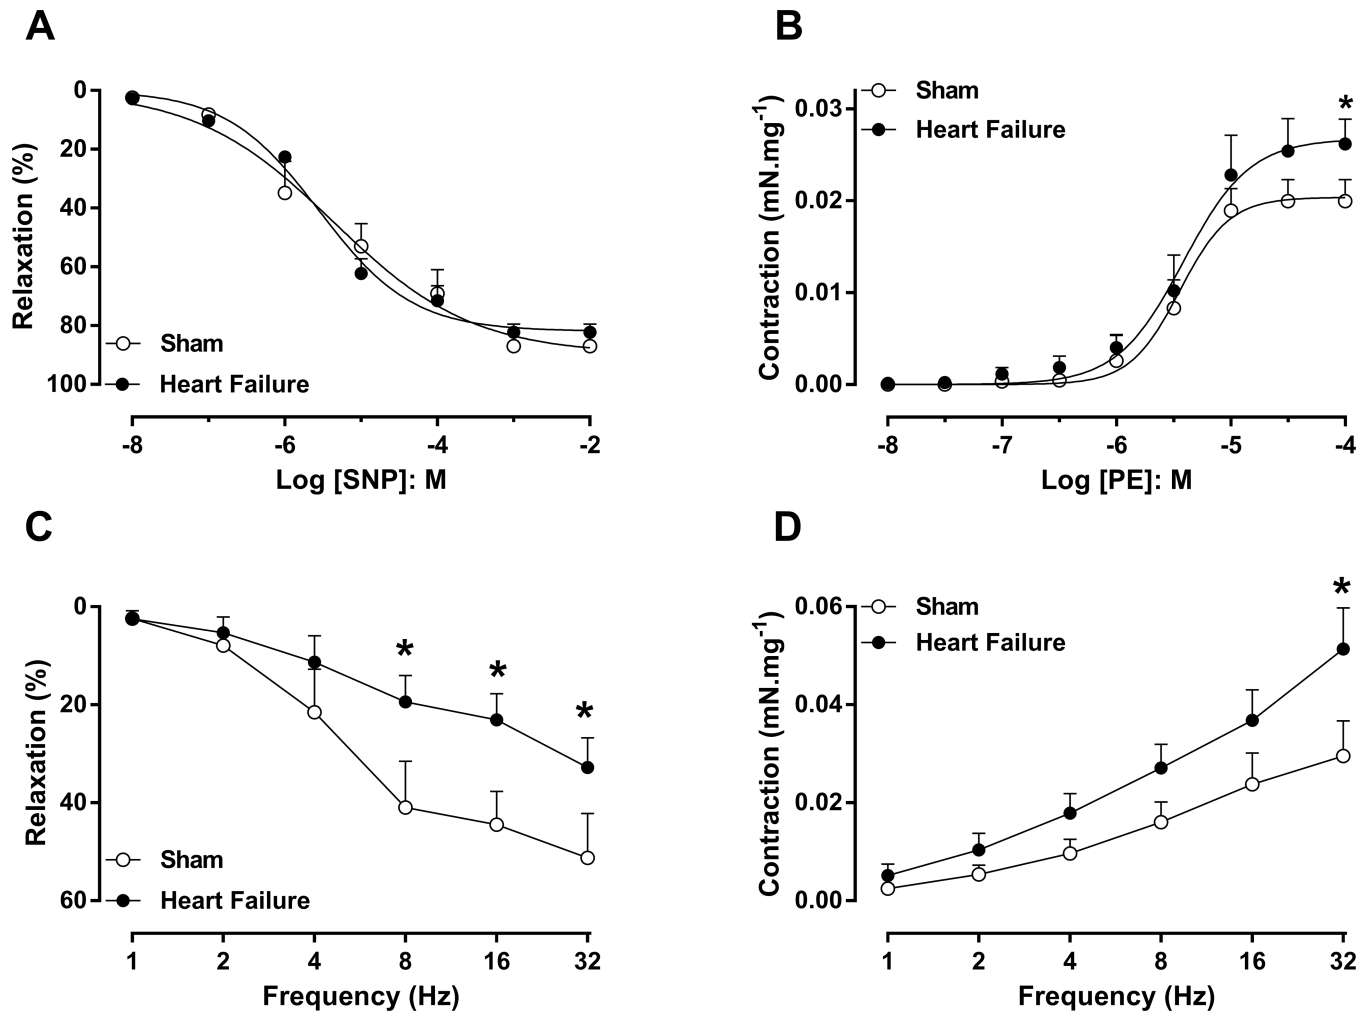 A
0
20
40
60
80
100
Relaxation (%)
Sham
Heart Failure
-8
-6
-4
-2
Log [SNP]: M
B
0.03
0.02
0.01
0.00
Contraction (mN.mg-1)
Sham
Heart Failure
*
-8
-7
-6
-5
-4
Log [PE]: M
C
0
20
40
60
Relaxation (%)
* * *
Sham
Heart Failure
1
2
4
8
16
32
Frequency (Hz)
D
0.06
0.04
0.02
0.00
Contraction (mN.mg-1)
Sham
Heart Failure
*
1
2
4
8
16
32
Frequency (Hz)